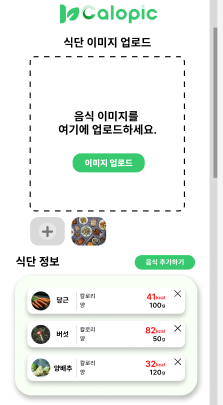 Calopic
식단 이미지 업로드
음식 이미지를
여기에 업로드하세요.
이미지 업로드
식단 정보
음식 추가하기
당근
칼로리 41kcal
양 100g
버섯
칼로리 82kcal
양 50g
양배추
칼로리 32kcal
양 120g